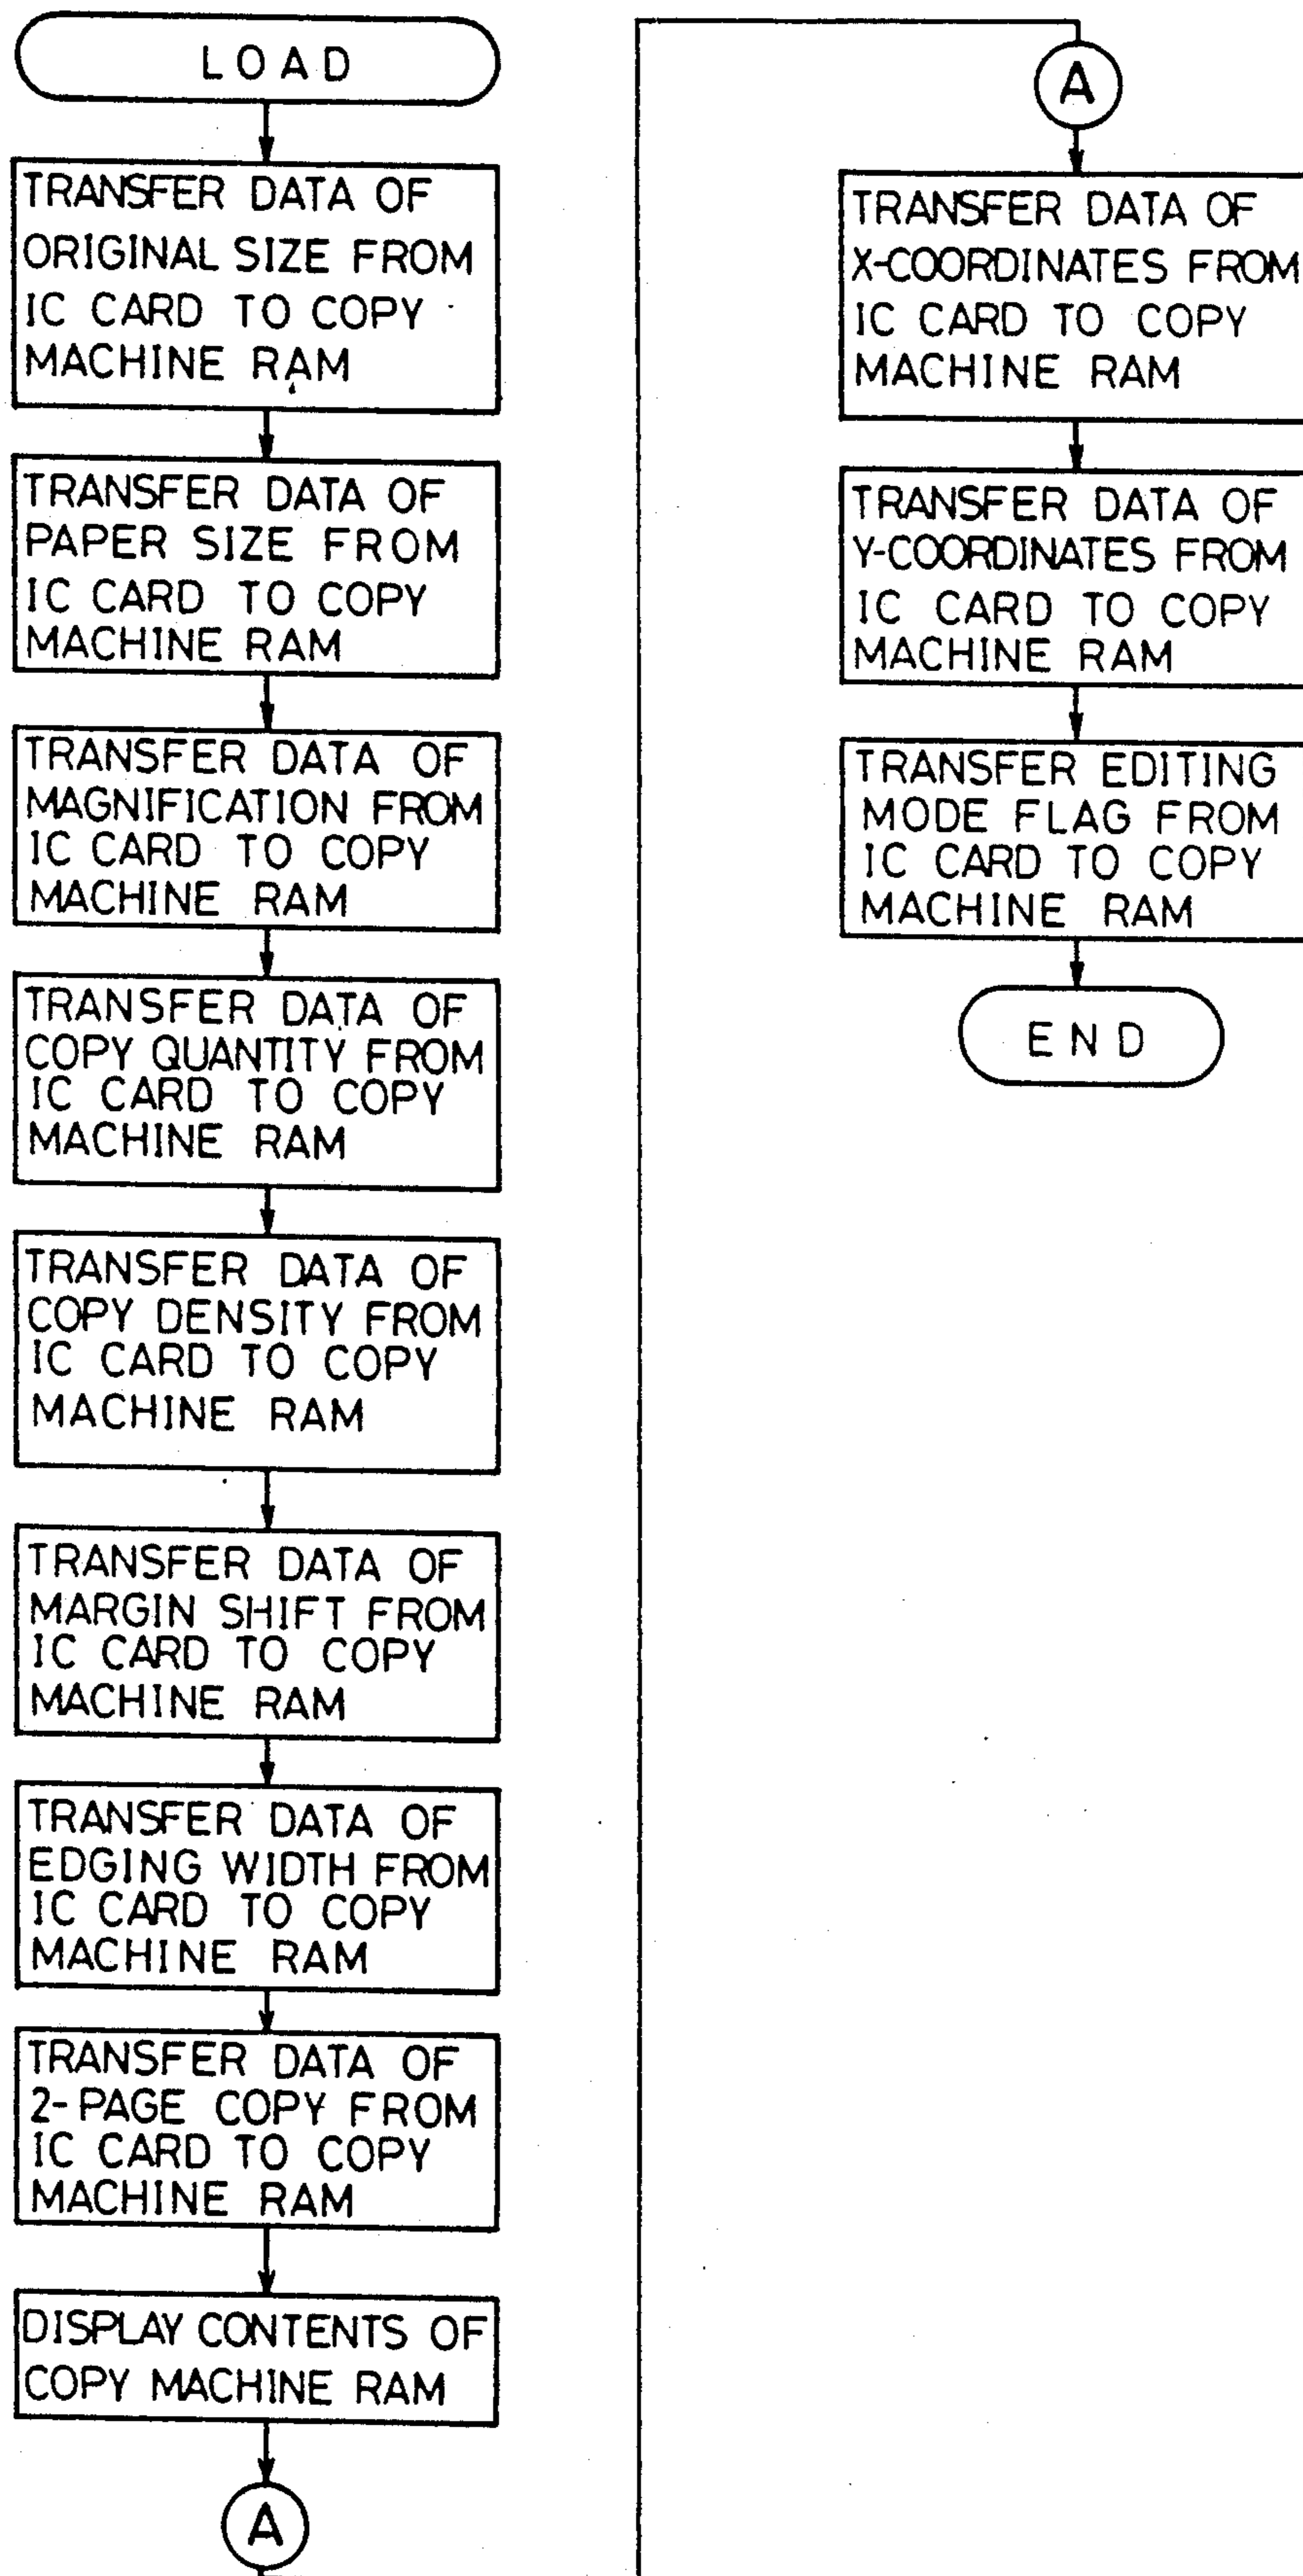 LOAD
TRANSFER DATA OF
ORIGINAL SIZE FROM
IC CARD TO COPY
MACHINE RAM
TRANSFER DATA OF
PAPER SIZE FROM
IC CARD TO COPY
MACHINE RAM
TRANSFER DATA OF
MAGNIFICATION FROM
IC CARD TO COPY
MACHINE RAM
TRANSFER DATA OF
COPY QUANTITY FROM
IC CARD TO COPY
MACHINE RAM
TRANSFER DATA OF
COPY DENSITY FROM
IC CARD TO COPY
MACHINE RAM
TRANSFER DATA OF
MARGIN SHIFT FROM
IC CARD TO COPY
MACHINE RAM
TRANSFER DATA OF
EDGING WIDTH FROM
IC CARD TO COPY
MACHINE RAM
TRANSFER DATA OF
2-PAGE COPY FROM
IC CARD TO COPY
MACHINE RAM
DISPLAY CONTENTS OF
COPY MACHINE RAM
A
A
TRANSFER DATA OF
X-COORDINATES FROM
IC CARD TO COPY
MACHINE RAM
TRANSFER DATA OF
Y-COORDINATES FROM
IC CARD TO COPY
MACHINE RAM
TRANSFER EDITING
MODE FLAG FROM
IC CARD TO COPY
MACHINE RAM
END